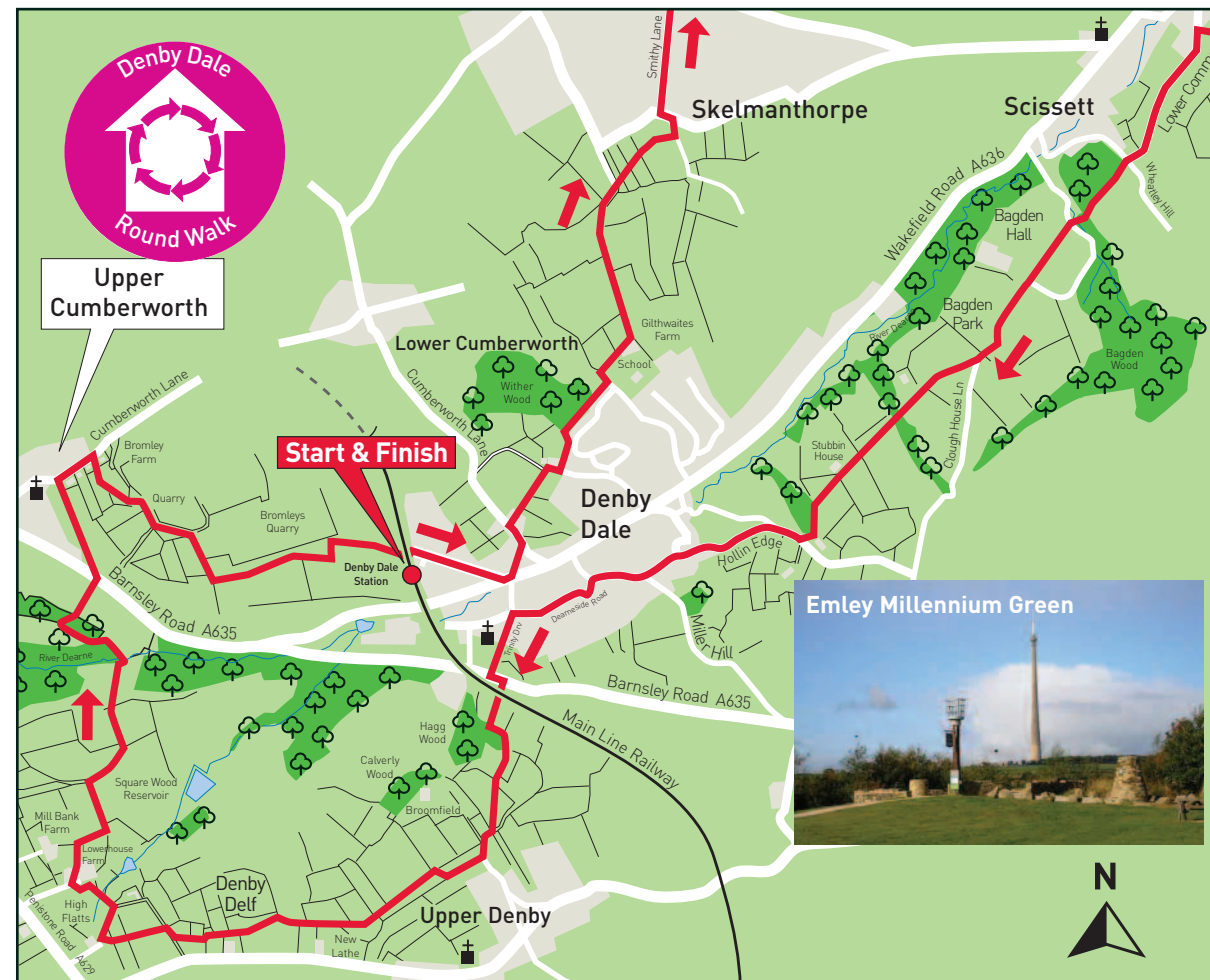 Denby Dale
Round Walk
Upper
Cumberworth
Smithy Lane
Skelmanthorpe
Scissett
Lower Comm
Wheatley Hill
Wakefield Road A636
Bagden
Hall
Bagden
Park
River Dearne
Bagden
Wood
Clough House Ln
Gilthwaites
Farm
School
Lower Cumberworth
Wither
Wood
Cumberworth Lane
Cumberworth Lane
Bromley
Farm
Quarry
Bromleys
Quarry
Start & Finish
Denby Dale
Station
Denby
Dale
Stubbin
House
Hollin Edge
Dearneside Road
Trinity Drv
Miller Hill
Barnsley Road A635
Barnsley Road A635
Main Line Railway
River Dearne
Hagg
Wood
Calverly
Wood
Broomfield
Square Wood
Reservoir
Mill Bank
Farm
Lowerhouse
Farm
High
Flatts
Penistone Road A629
Denby
Delf
New
Lathe
Upper Denby
Emley Millennium Green
N